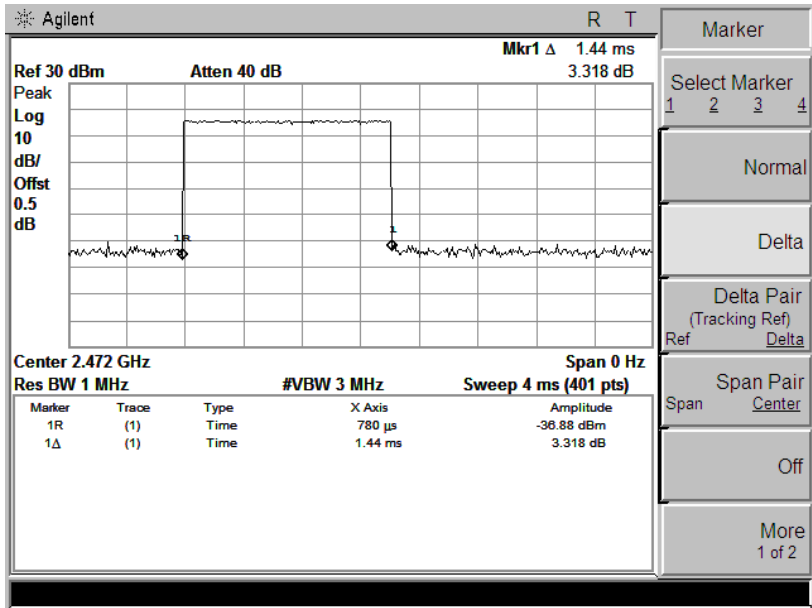 Agilent R T
Mkr1 Δ 1.44 ms
Ref 30 dBm Atten 40 dB 3.318 dB
Peak
Log
10
dB/
Offst
0.5
dB
1R
1
Center 2.472 GHz Span 0 Hz
Res BW 1 MHz #VBW 3 MHz Sweep 4 ms (401 pts)
Marker Trace Type X Axis Amplitude
1R (1) Time 780 µs -36.88 dBm
1Δ (1) Time 1.44 ms 3.318 dB
Marker
Select Marker
1 2 3 4
Normal
Delta
Delta Pair
(Tracking Ref)
Ref Delta
Span Pair
Span Center
Off
More
1 of 2